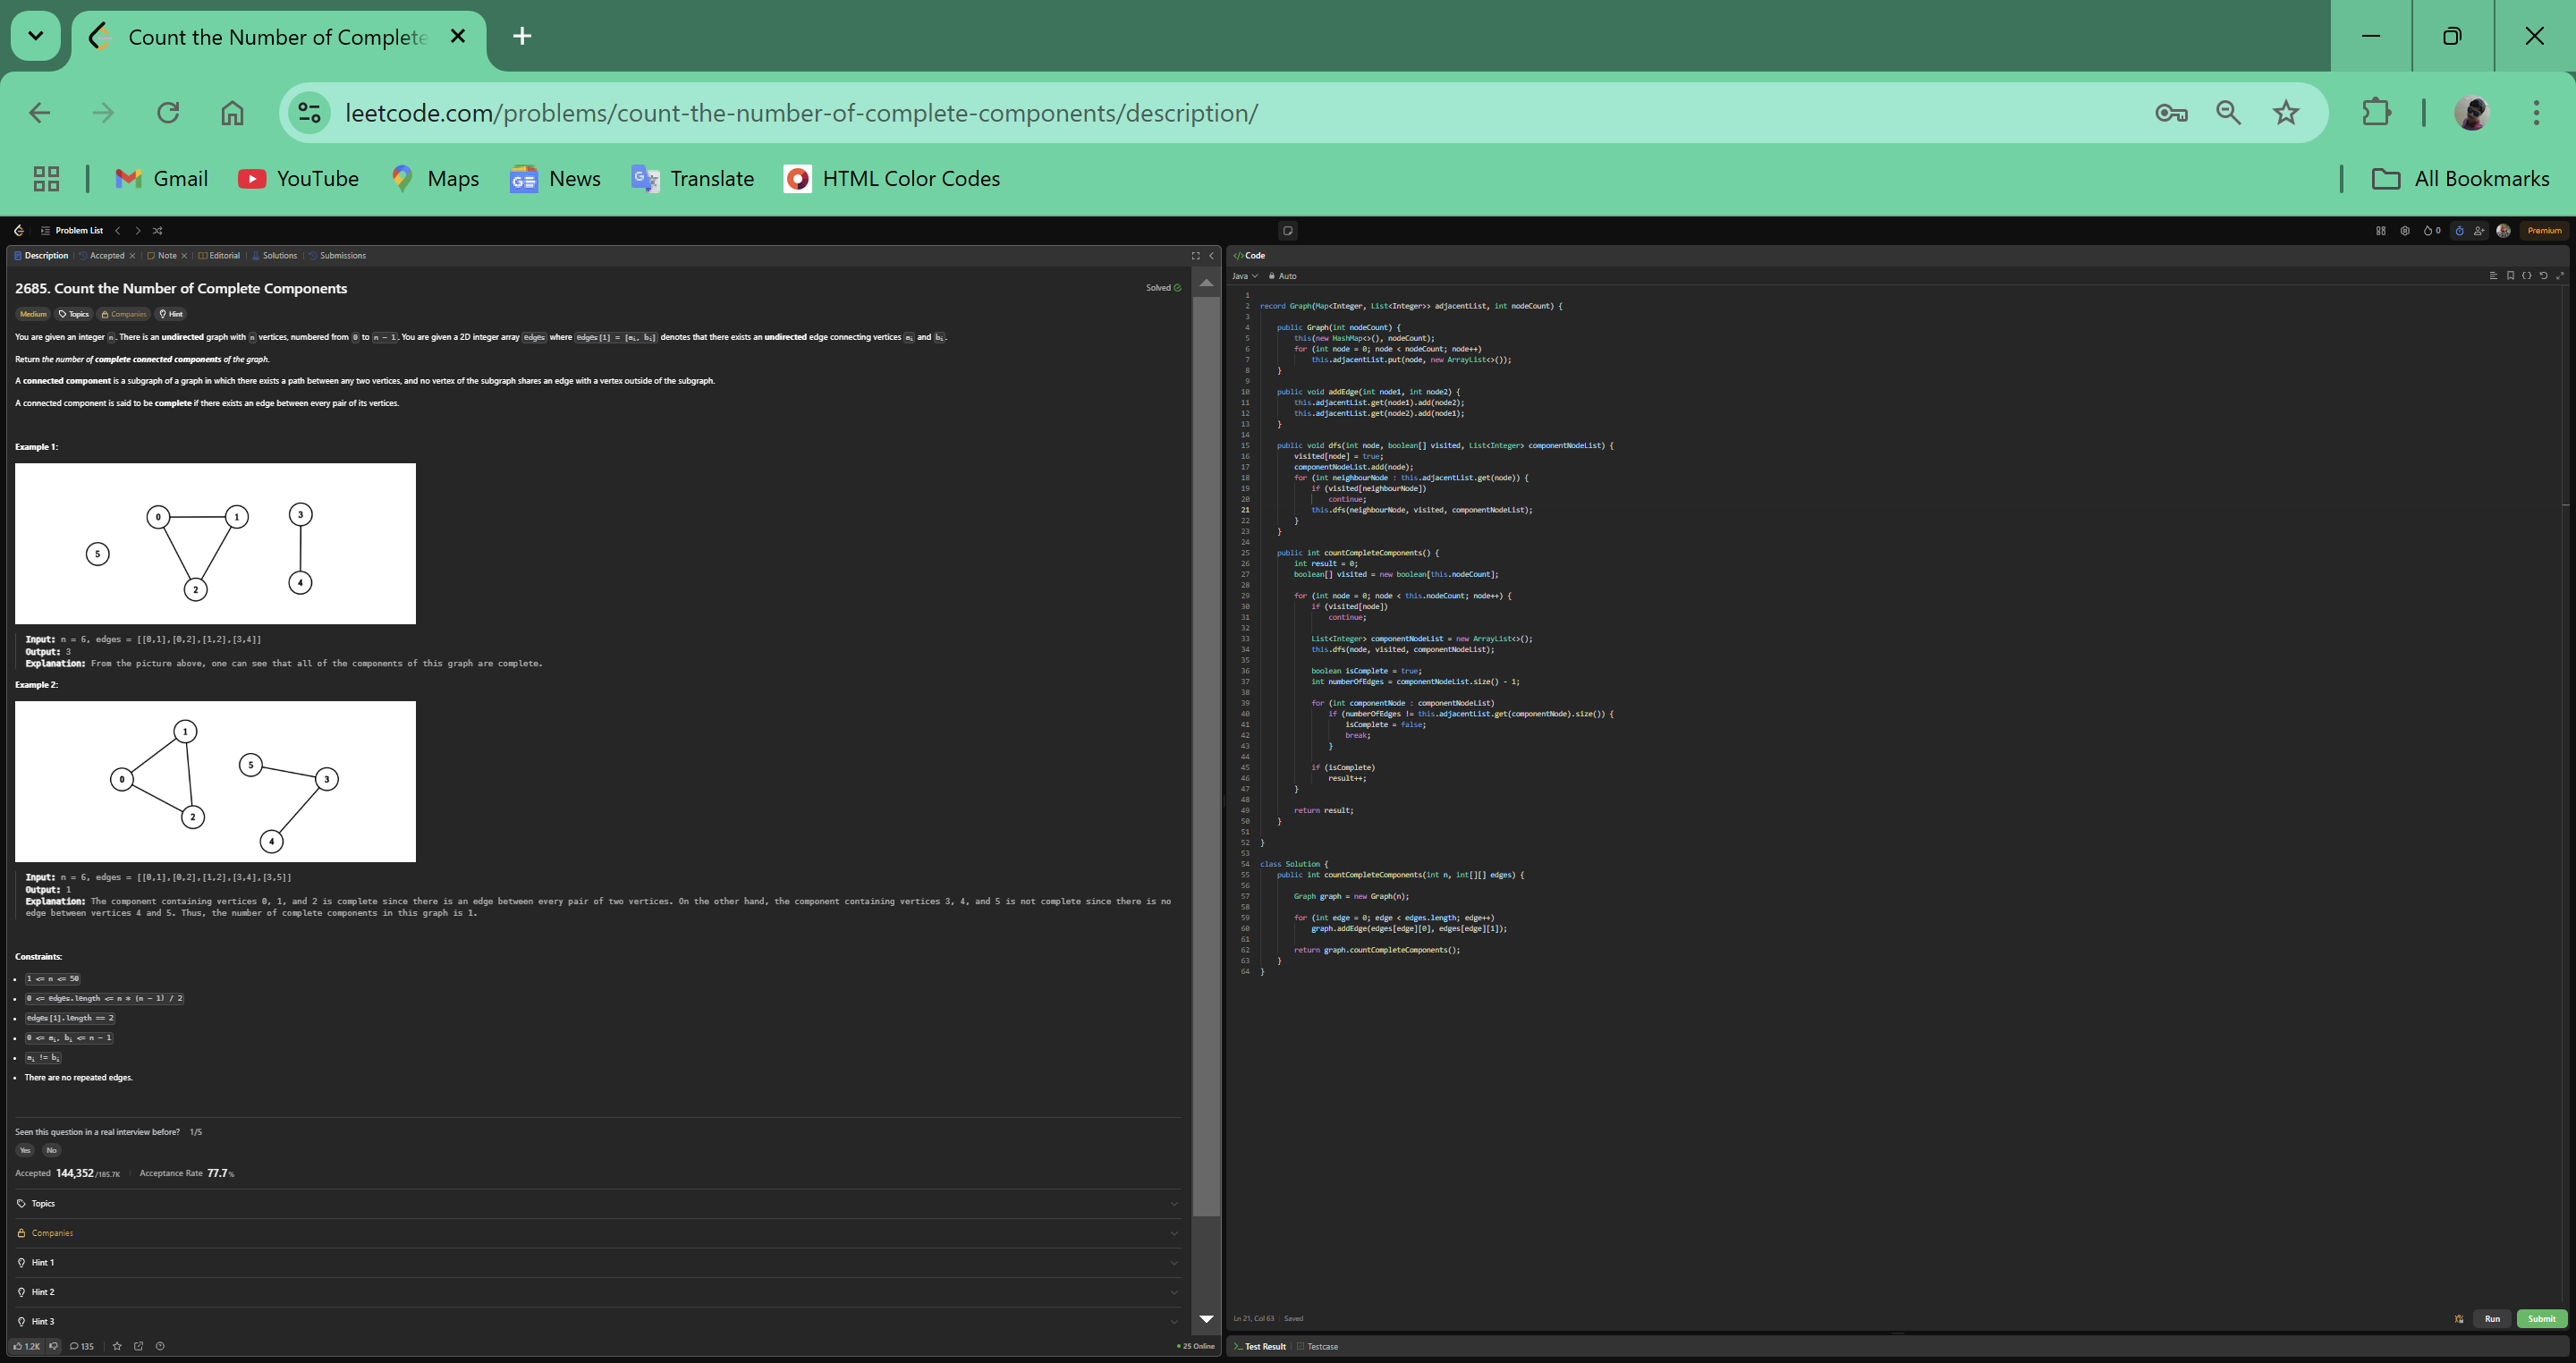 Count the Number of Complete
leetcode.com/problems/count-the-number-of-complete-components/description/
Gmail YouTube Maps News Translate HTML Color Codes All Bookmarks
Problem List 0 Premium
Description Accepted Note Editorial Solutions Submissions
2685. Count the Number of Complete Components
Solved
Medium Topics Companies Hint
You are given an integer n. There is an undirected graph with n vertices, numbered from 0 to n - 1. You are given a 2D integer array edges where edges[i] = [ai, bi] denotes that there exists an undirected edge connecting vertices ai and bi.
Return the number of complete connected components of the graph.
A connected component is a subgraph of a graph in which there exists a path between any two vertices, and no vertex of the subgraph shares an edge with a vertex outside of the subgraph.
A connected component is said to be complete if there exists an edge between every pair of its vertices.
Example 1:
0 1 3
5
2 4
Input: n = 6, edges = [[0,1],[0,2],[1,2],[3,4]]
Output: 3
Explanation: From the picture above, one can see that all of the components of this graph are complete.
Example 2:
1
5
0 3
2
4
Input: n = 6, edges = [[0,1],[0,2],[1,2],[3,4],[3,5]]
Output: 1
Explanation: The component containing vertices 0, 1, and 2 is complete since there is an edge between every pair of two vertices. On the other hand, the component containing vertices 3, 4, and 5 is not complete since there is no
edge between vertices 4 and 5. Thus, the number of complete components in this graph is 1.
Constraints:
1 <= n <= 50
0 <= edges.length <= n * (n - 1) / 2
edges[i].length == 2
0 <= ai, bi <= n - 1
ai != bi
There are no repeated edges.
Seen this question in a real interview before? 1/5
Yes No
Accepted 144,352/185.7K Acceptance Rate 77.7%
Topics
Companies
Hint 1
Hint 2
Hint 3
1.2K 135 25 Online
Code
Java Auto
1
2 record Graph(Map<Integer, List<Integer>> adjacentList, int nodeCount) {
3
4 public Graph(int nodeCount) {
5 this(new HashMap<>(), nodeCount);
6 for (int node = 0; node < nodeCount; node++)
7 this.adjacentList.put(node, new ArrayList<>());
8 }
9
10 public void addEdge(int node1, int node2) {
11 this.adjacentList.get(node1).add(node2);
12 this.adjacentList.get(node2).add(node1);
13 }
14
15 public void dfs(int node, boolean[] visited, List<Integer> componentNodeList) {
16 visited[node] = true;
17 componentNodeList.add(node);
18 for (int neighbourNode : this.adjacentList.get(node)) {
19 if (visited[neighbourNode])
20 continue;
21 this.dfs(neighbourNode, visited, componentNodeList);
22 }
23 }
24
25 public int countCompleteComponents() {
26 int result = 0;
27 boolean[] visited = new boolean[this.nodeCount];
28
29 for (int node = 0; node < this.nodeCount; node++) {
30 if (visited[node])
31 continue;
32
33 List<Integer> componentNodeList = new ArrayList<>();
34 this.dfs(node, visited, componentNodeList);
35
36 boolean isComplete = true;
37 int numberOfEdges = componentNodeList.size() - 1;
38
39 for (int componentNode : componentNodeList)
40 if (numberOfEdges != this.adjacentList.get(componentNode).size()) {
41 isComplete = false;
42 break;
43 }
44
45 if (isComplete)
46 result++;
47 }
48
49 return result;
50 }
51
52 }
53
54 class Solution {
55 public int countCompleteComponents(int n, int[][] edges) {
56
57 Graph graph = new Graph(n);
58
59 for (int edge = 0; edge < edges.length; edge++)
60 graph.addEdge(edges[edge][0], edges[edge][1]);
61
62 return graph.countCompleteComponents();
63 }
64 }
Ln 21, Col 63 Saved Run Submit
Test Result Testcase